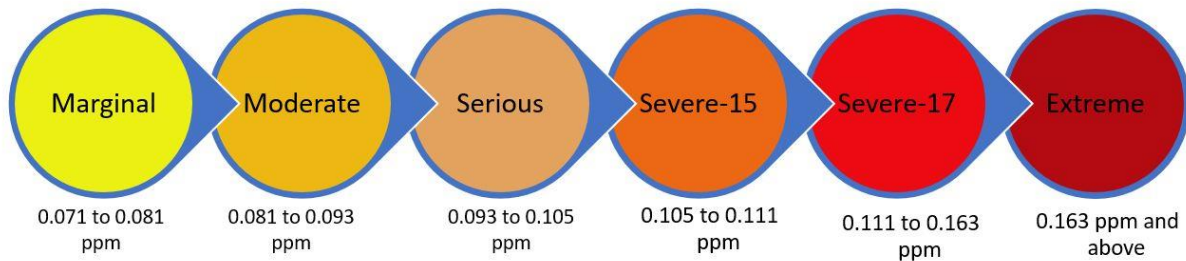 Marginal
Moderate
Serious
Severe-15
Severe-17
Extreme
0.071 to 0.081
ppm
0.081 to 0.093
ppm
0.093 to 0.105
ppm
0.105 to 0.111
ppm
0.111 to 0.163
ppm
0.163 ppm and
above